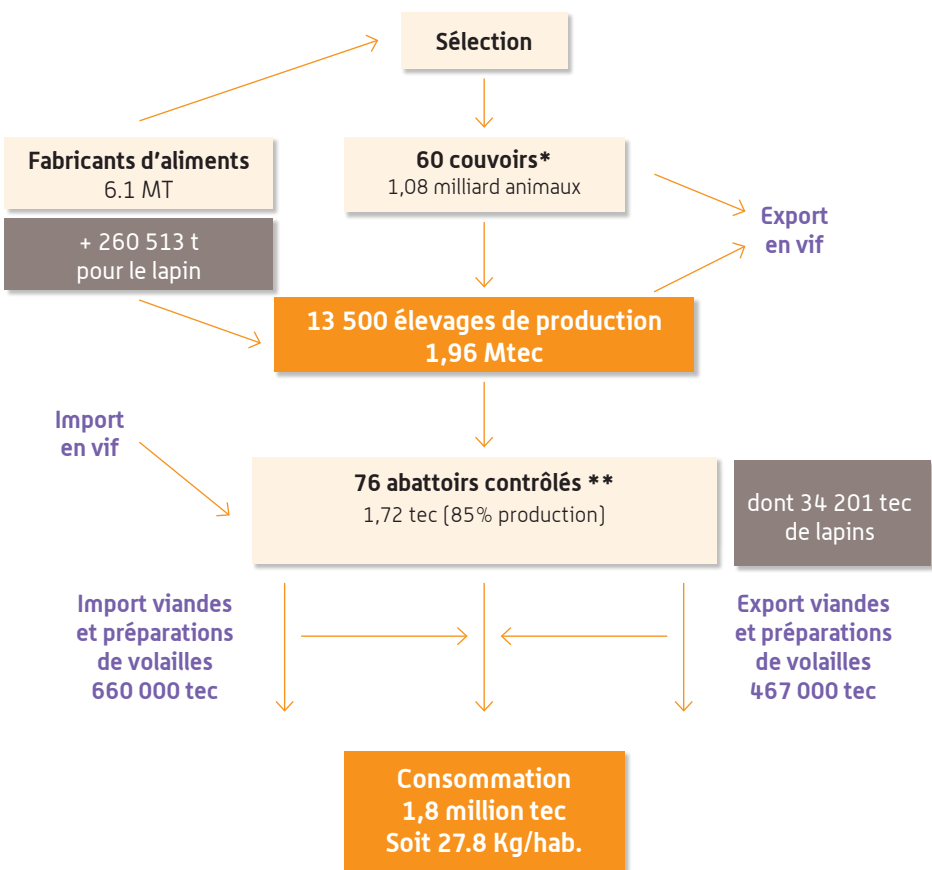 Sélection
Fabricants d'aliments
6.1 MT
+ 260 513 t
pour le lapin
60 couvoirs*
1,08 milliard animaux
Export
en vif
13 500 élevages de production
1,96 Mtec
Import
en vif
76 abattoirs contrôlés **
1,72 tec (85% production)
dont 34 201 tec
de lapins
Import viandes
et préparations
de volailles
660 000 tec
Export viandes
et préparations
de volailles
467 000 tec
Consommation
1,8 million tec
Soit 27.8 Kg/hab.